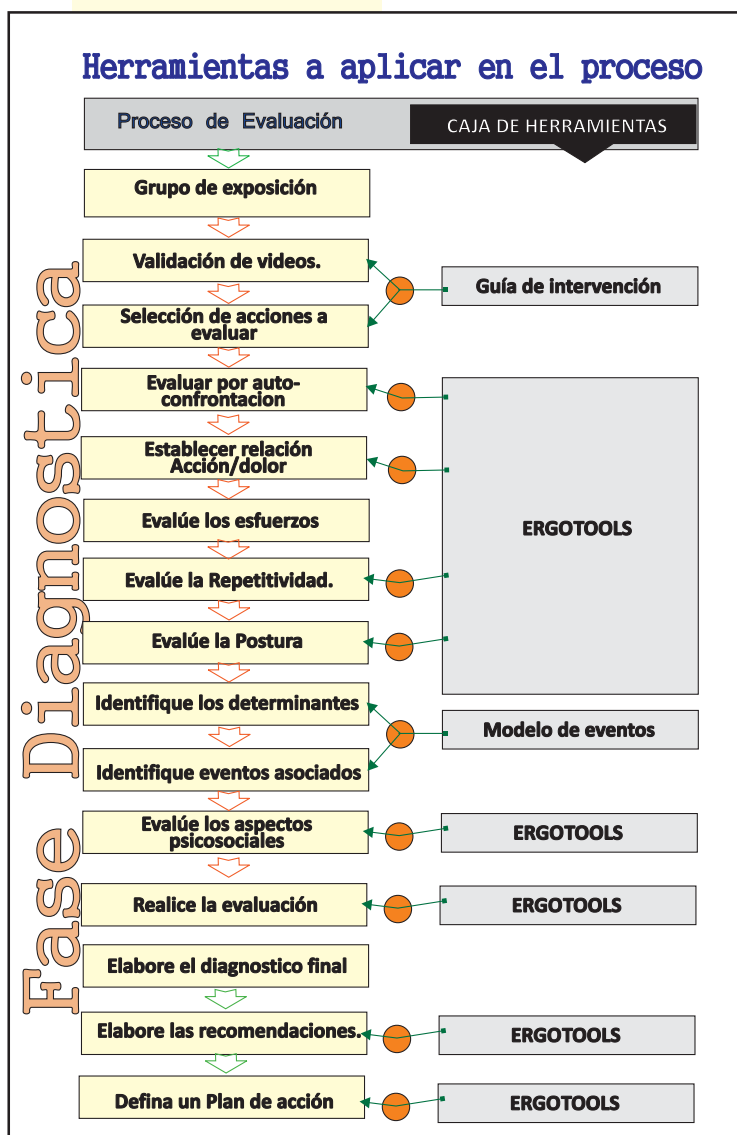 Herramientas a aplicar en el proceso
Proceso de Evaluación
CAJA DE HERRAMIENTAS
Fase Diagnostica
Grupo de exposición
Validación de videos.
Guía de intervención
Selección de acciones a
evaluar
Evaluar por auto-
confrontacion
Establecer relación
Acción/dolor
Evalúe los esfuerzos
ERGOTOOLS
Evalúe la Repetitividad.
Evalúe la Postura
Identifique los determinantes
Modelo de eventos
Identifique eventos asociados
Evalúe los aspectos
psicosociales
ERGOTOOLS
Realice la evaluación
ERGOTOOLS
Elabore el diagnostico final
Elabore las recomendaciones.
ERGOTOOLS
Defina un Plan de acción
ERGOTOOLS